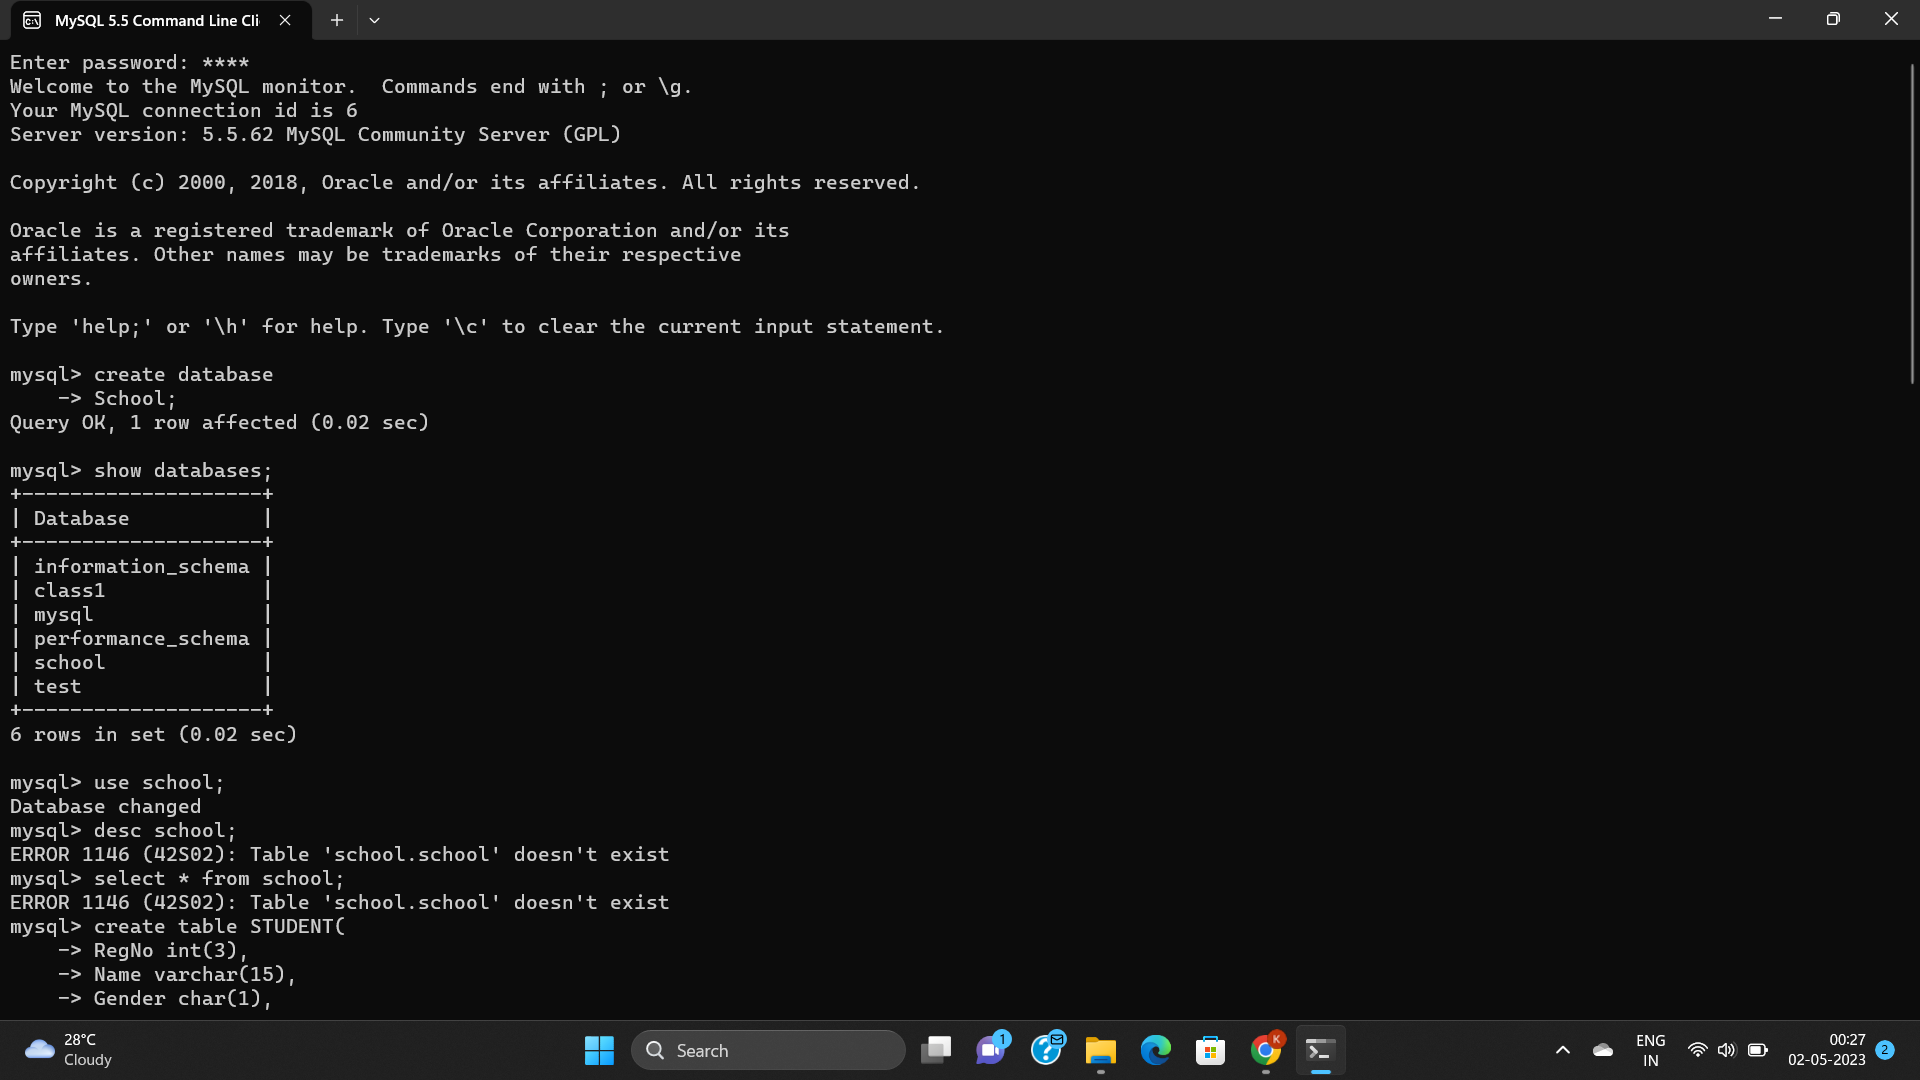 MySQL 5.5 Command Line Cli
Enter password: ****
Welcome to the MySQL monitor.  Commands end with ; or \g.
Your MySQL connection id is 6
Server version: 5.5.62 MySQL Community Server (GPL)
Copyright (c) 2000, 2018, Oracle and/or its affiliates. All rights reserved.
Oracle is a registered trademark of Oracle Corporation and/or its
affiliates. Other names may be trademarks of their respective
owners.
Type 'help;' or '\h' for help. Type '\c' to clear the current input statement.
mysql> create database
    -> School;
Query OK, 1 row affected (0.02 sec)
mysql> show databases;
+--------------------+
| Database           |
+--------------------+
| information_schema |
| class1             |
| mysql              |
| performance_schema |
| school             |
| test               |
+--------------------+
6 rows in set (0.02 sec)
mysql> use school;
Database changed
mysql> desc school;
ERROR 1146 (42S02): Table 'school.school' doesn't exist
mysql> select * from school;
ERROR 1146 (42S02): Table 'school.school' doesn't exist
mysql> create table STUDENT(
    -> RegNo int(3),
    -> Name varchar(15),
    -> Gender char(1),
28°C
Cloudy
Search
1
K
ENG
IN
00:27
02-05-2023
2